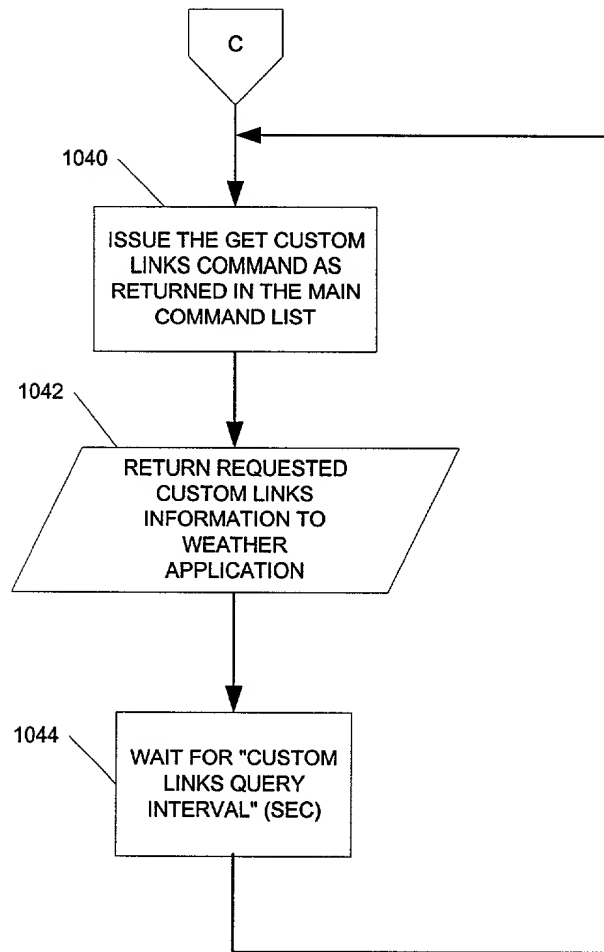 C
1040
ISSUE THE GET CUSTOM
LINKS COMMAND AS
RETURNED IN THE MAIN
COMMAND LIST
1042
RETURN REQUESTED
CUSTOM LINKS
INFORMATION TO
WEATHER
APPLICATION
1044
WAIT FOR "CUSTOM
LINKS QUERY
INTERVAL" (SEC)